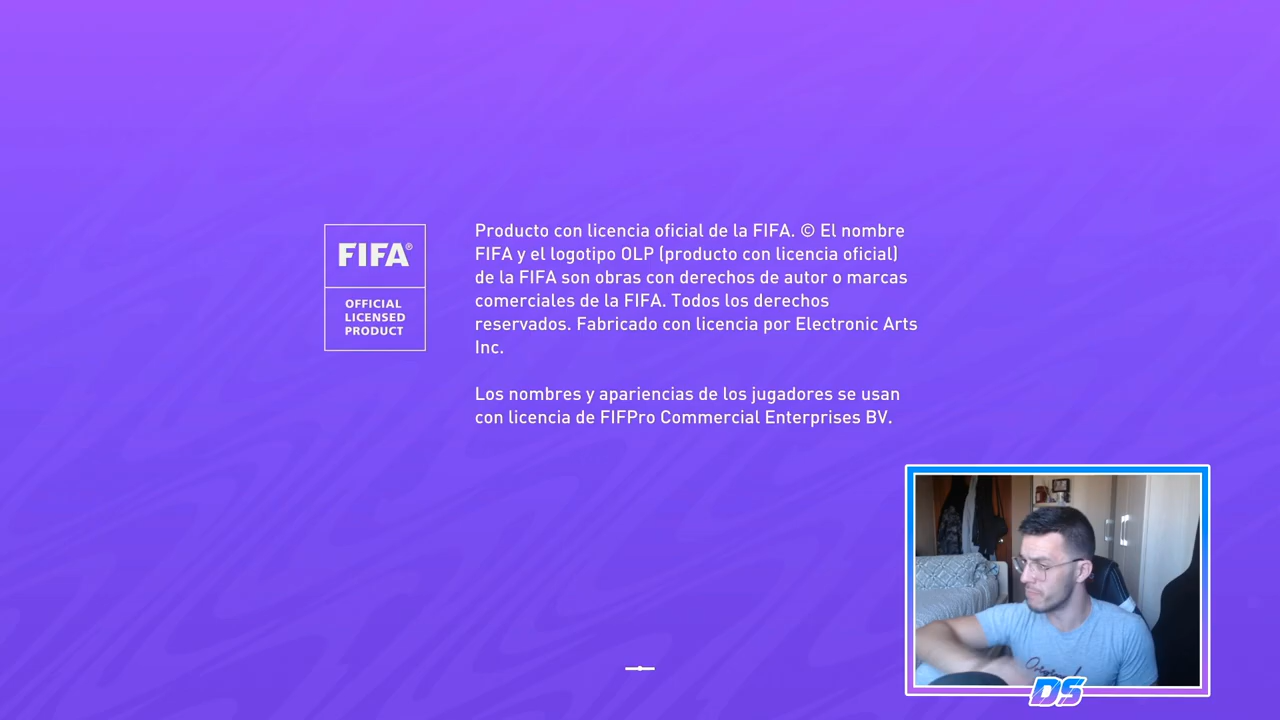 FIFA®
OFFICIAL
LICENSED
PRODUCT
Producto con licencia oficial de la FIFA. © El nombre
FIFA y el logotipo OLP (producto con licencia oficial)
de la FIFA son obras con derechos de autor o marcas
comerciales de la FIFA. Todos los derechos
reservados. Fabricado con licencia por Electronic Arts
Inc.
Los nombres y apariencias de los jugadores se usan
con licencia de FIFPro Commercial Enterprises BV.
Original
DS